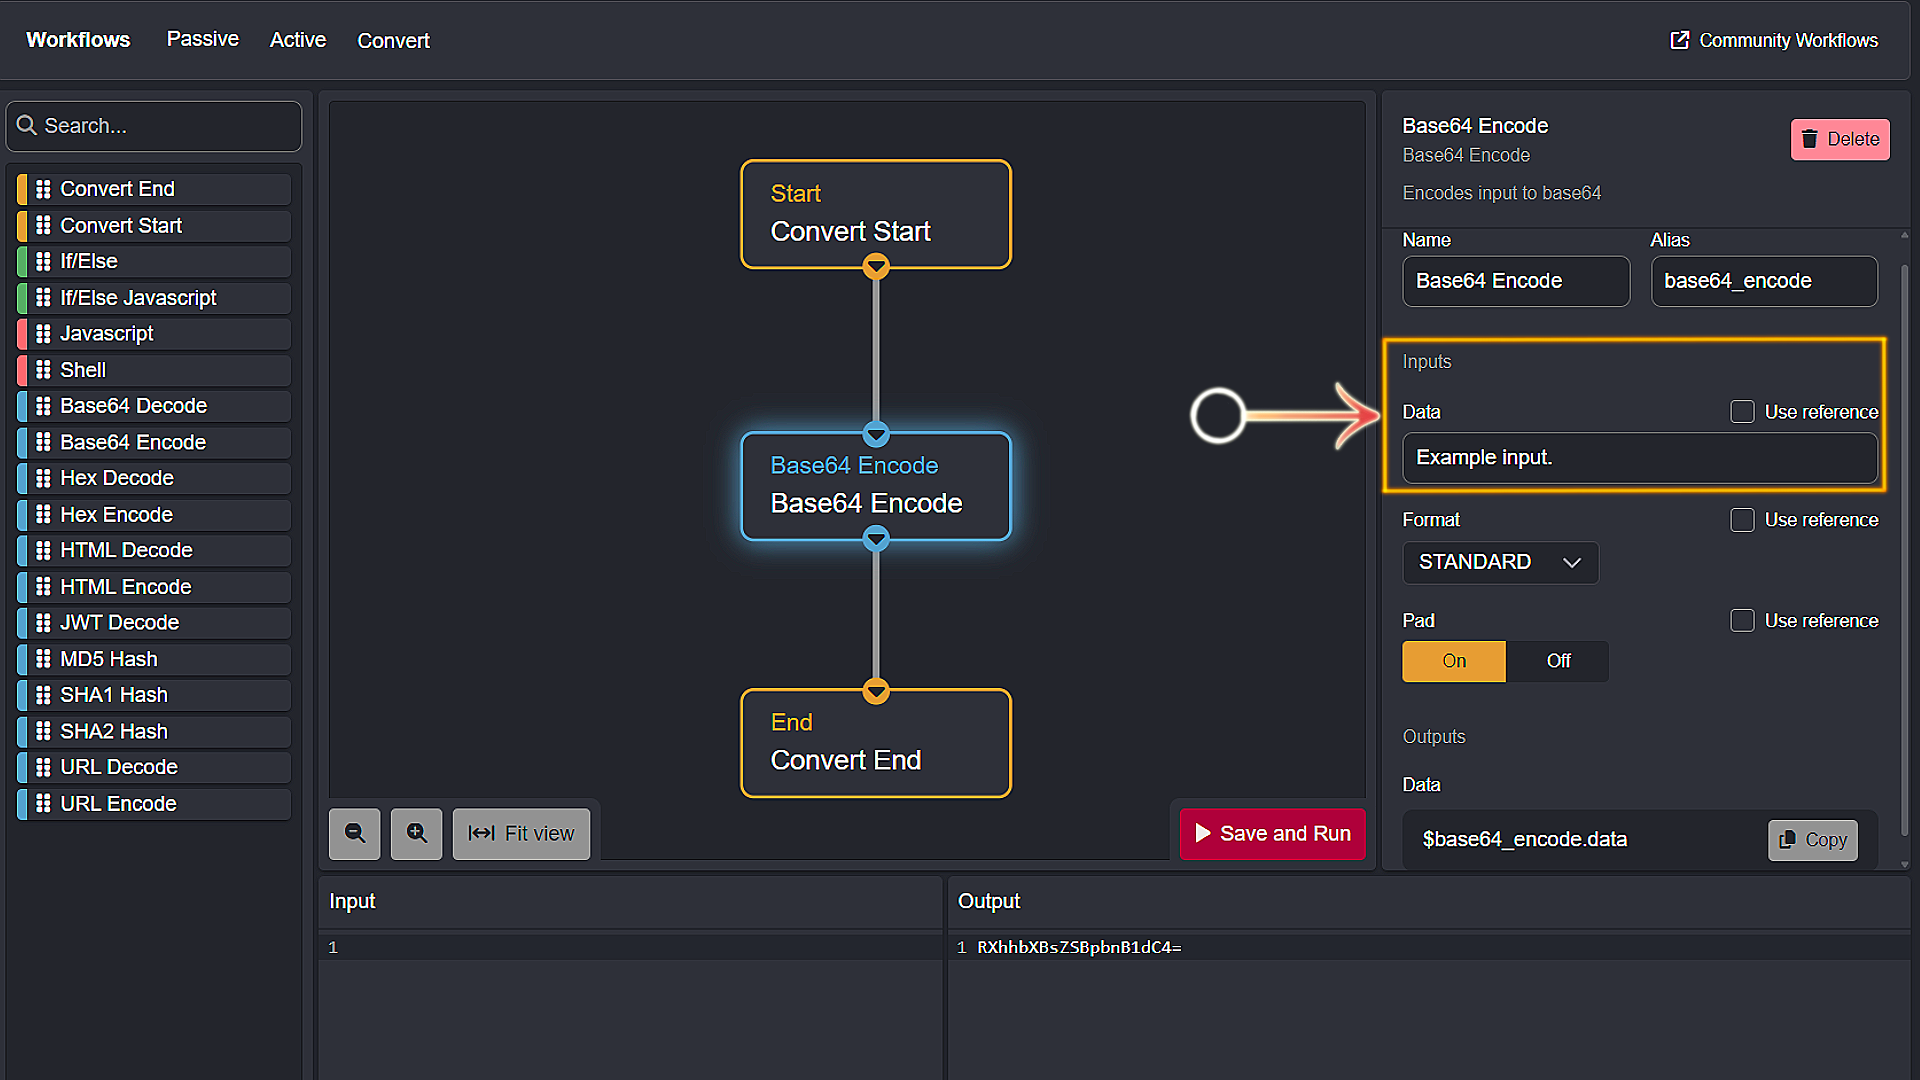 Workflows
Passive
Active
Convert
Community Workflows
Search...
Convert End
Convert Start
If/Else
If/Else Javascript
Javascript
Shell
Base64 Decode
Base64 Encode
Hex Decode
Hex Encode
HTML Decode
HTML Encode
JWT Decode
MD5 Hash
SHA1 Hash
SHA2 Hash
URL Decode
URL Encode
Start
Convert Start
Base64 Encode
Base64 Encode
End
Convert End
Fit view
Save and Run
Base64 Encode
Base64 Encode
Encodes input to base64
Delete
Name
Alias
Base64 Encode
base64_encode
Inputs
Data
Use reference
Example input.
Format
Use reference
STANDARD
Pad
Use reference
On
Off
Outputs
Data
$base64_encode.data
Copy
Input
1
Output
1 RXhhbXBsZSBpbnB1dC4=